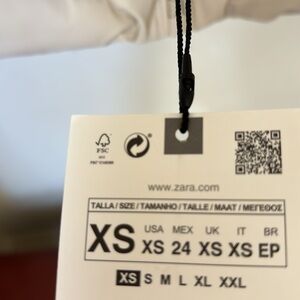 FSC
www.zara.com
TALLA / SIZE / TAMANHO / TAILLE / MAAT / ΜΕΓΕΘΟΣ
XS
USA MEX UK IT BR
XS 24 XS XS EP
XS S M L XL XXL